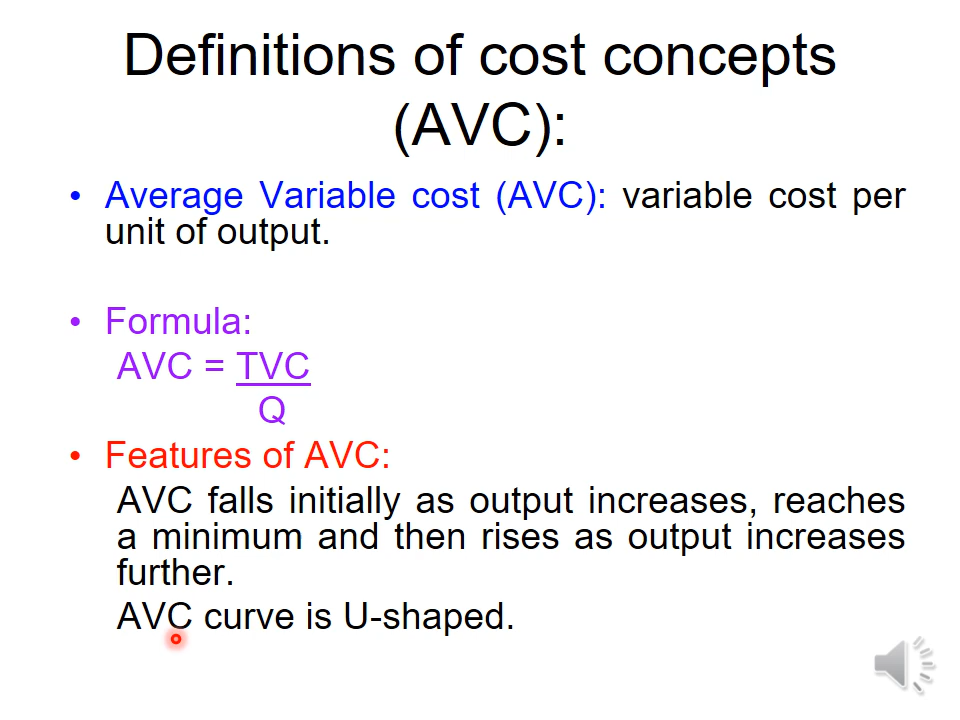 Definitions of cost concepts
(AVC):
• Average Variable cost (AVC): variable cost per
unit of output.
• Formula:
AVC = TVC
Q
• Features of AVC:
AVC falls initially as output increases, reaches
a minimum and then rises as output increases
further.
AVC curve is U-shaped.